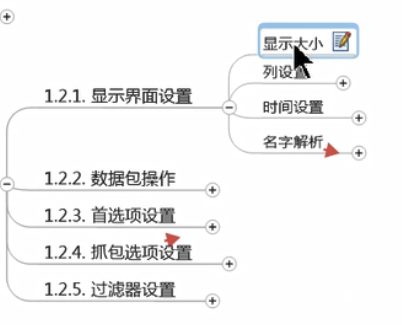 显示大小
列设置
1.2.1. 显示界面设置
时间设置
名字解析
1.2.2. 数据包操作
1.2.3. 首选项设置
1.2.4. 抓包选项设置
1.2.5. 过滤器设置